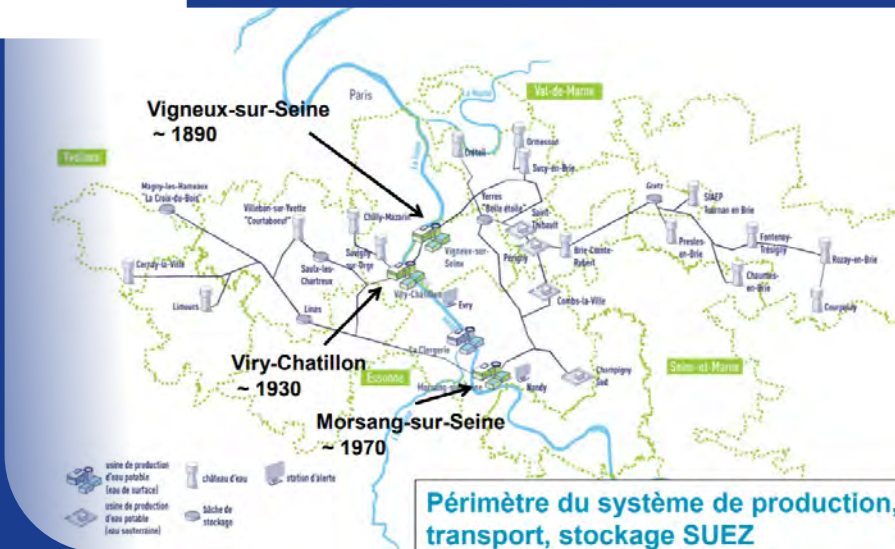 Paris
La Marne
Val-de-Marne
Vigneux-sur-Seine
~ 1890
Yvelines
Créteil
Ormesson
Sucy-en-Brie
Magny-les-Hameaux
"La Croix-du-Bois"
Villebon-sur-Yvette
"Courtaboeuf"
Chilly-Mazarin
Savigny-
sur-Orge
Yerres
"Belle étoile"
Saint-
Thibault
Gretz
SIAEP
Presles-
en-Brie
Fontenay-
Trésigny
Rozay-en-Brie
Chaumes-
en-Brie
Courpalay
Cernay-la-Ville
Limours
Saulx-les-
Chartreux
Linas
Vigneux-sur-
Seine
Périgny
Brie-Comte-
Robert
Viry-Chatillon
Evry
Combs-la-Ville
La Clergerie
Viry-Chatillon
~ 1930
Essonne
Nandy
Champigny
Sud
Seine-et-Marne
Morsang-sur-Seine
~ 1970
usine de production
d'eau potable
(eau de surface)
château d'eau
station d'alerte
usine de production
d'eau potable
(eau souterraine)
bâche de
stockage
Périmètre du système de production,
transport, stockage SUEZ